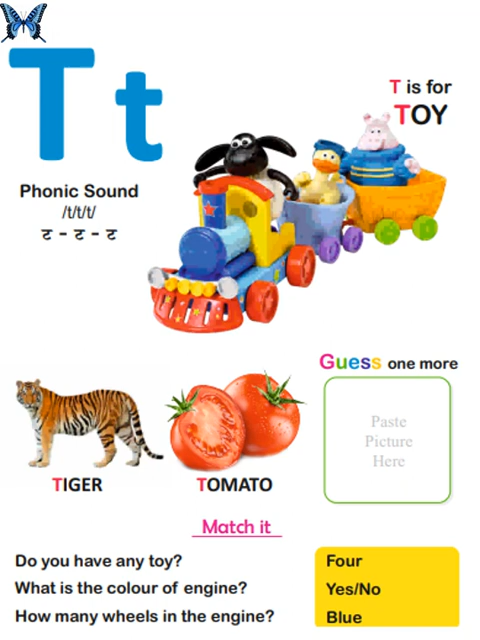 T t
T is for
TOY
Phonic Sound
/t/t/t/
ट - ट - ट
Guess one more
Paste
Picture
Here
TIGER
TOMATO
Match it
Do you have any toy?
Four
What is the colour of engine?
Yes/No
How many wheels in the engine?
Blue